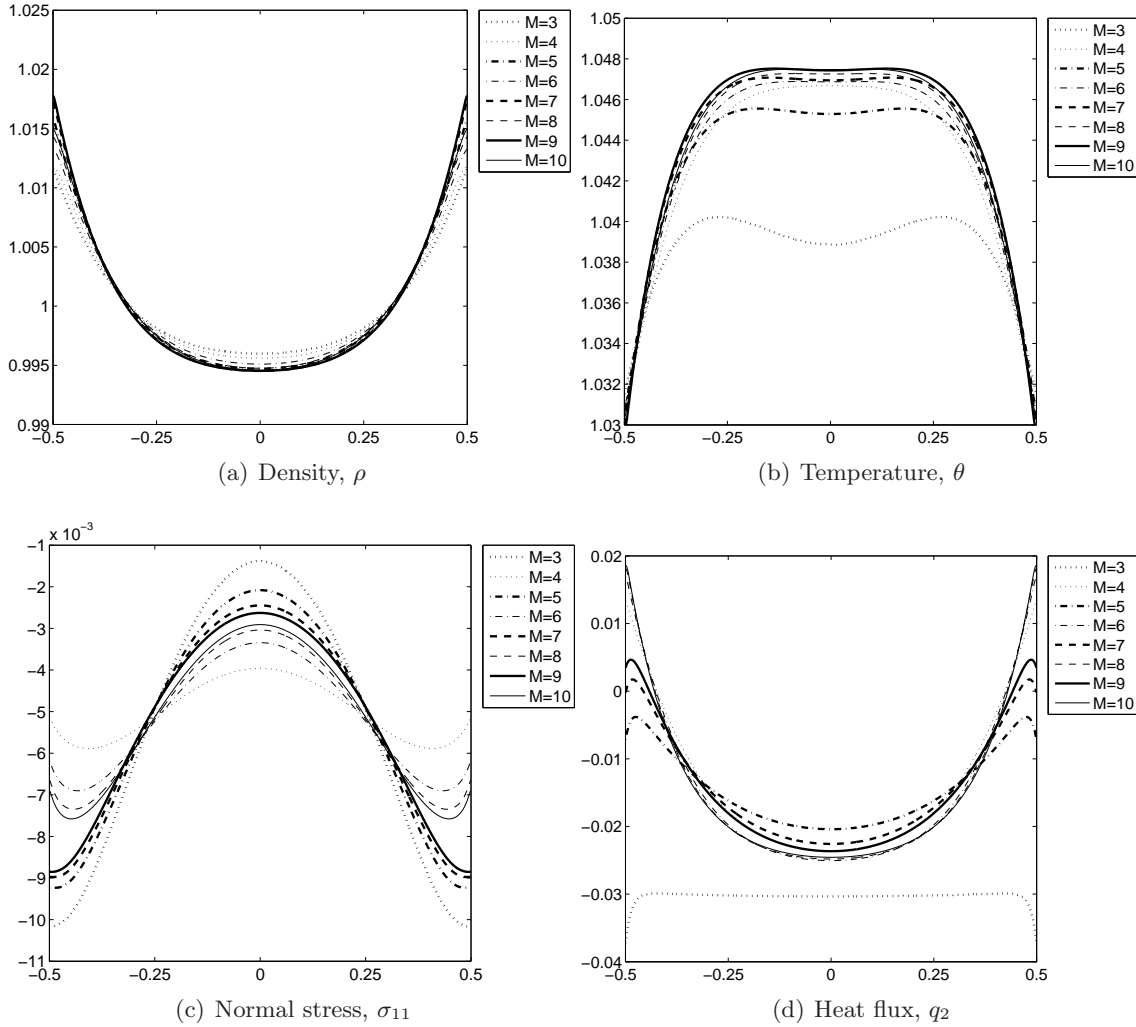 1.025
1.02
1.015
1.01
1.005
1
0.995
0.99
−0.5 −0.25 0 0.25 0.5
M=3
M=4
M=5
M=6
M=7
M=8
M=9
M=10
(a) Density, ρ
1.05
1.048
1.046
1.044
1.042
1.04
1.038
1.036
1.034
1.032
1.03
−0.5 −0.25 0 0.25 0.5
M=3
M=4
M=5
M=6
M=7
M=8
M=9
M=10
(b) Temperature, θ
x 10⁻³
−1
−2
−3
−4
−5
−6
−7
−8
−9
−10
−11
−0.5 −0.25 0 0.25 0.5
M=3
M=4
M=5
M=6
M=7
M=8
M=9
M=10
(c) Normal stress, σ₁₁
0.02
0.01
0
−0.01
−0.02
−0.03
−0.04
−0.5 −0.25 0 0.25 0.5
M=3
M=4
M=5
M=6
M=7
M=8
M=9
M=10
(d) Heat flux, q₂